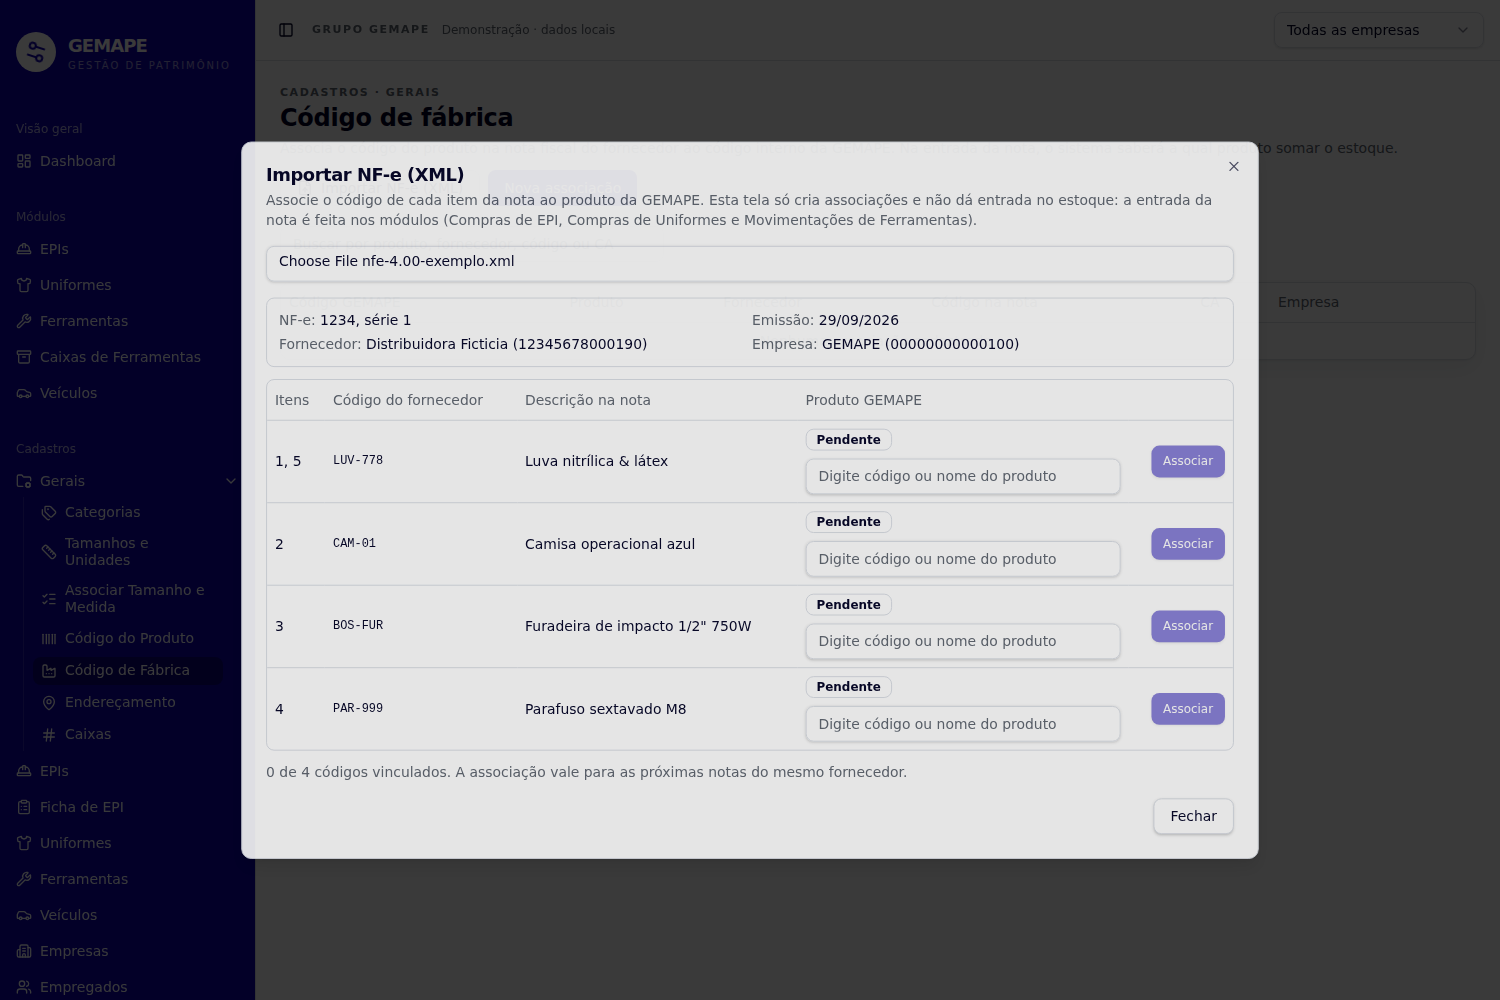 GEMAPE
GESTÃO DE PATRIMÔNIO
Visão geral
Dashboard
Módulos
EPIs
Uniformes
Ferramentas
Caixas de Ferramentas
Veículos
Cadastros
Gerais
Categorias
Tamanhos e
Unidades
Associar Tamanho e
Medida
Código do Produto
Código de Fábrica
Endereçamento
Caixas
EPIs
Ficha de EPI
Uniformes
Ferramentas
Veículos
Empresas
Empregados
GRUPO GEMAPE Demonstração · dados locais
Todas as empresas
CADASTROS · GERAIS
Código de fábrica
to somar o estoque.
Empresa
Importar NF-e (XML)
Associe o código de cada item da nota ao produto da GEMAPE. Esta tela só cria associações e não dá entrada no estoque: a entrada da
nota é feita nos módulos (Compras de EPI, Compras de Uniformes e Movimentações de Ferramentas).
Choose File nfe-4.00-exemplo.xml
NF-e: 1234, série 1 Emissão: 29/09/2026
Fornecedor: Distribuidora Ficticia (12345678000190) Empresa: GEMAPE (00000000000100)
Itens Código do fornecedor Descrição na nota Produto GEMAPE
Pendente
1, 5 LUV-778 Luva nitrílica & látex Associar
Digite código ou nome do produto
Pendente
2 CAM-01 Camisa operacional azul Associar
Digite código ou nome do produto
Pendente
3 BOS-FUR Furadeira de impacto 1/2" 750W Associar
Digite código ou nome do produto
Pendente
4 PAR-999 Parafuso sextavado M8 Associar
Digite código ou nome do produto
0 de 4 códigos vinculados. A associação vale para as próximas notas do mesmo fornecedor.
Fechar